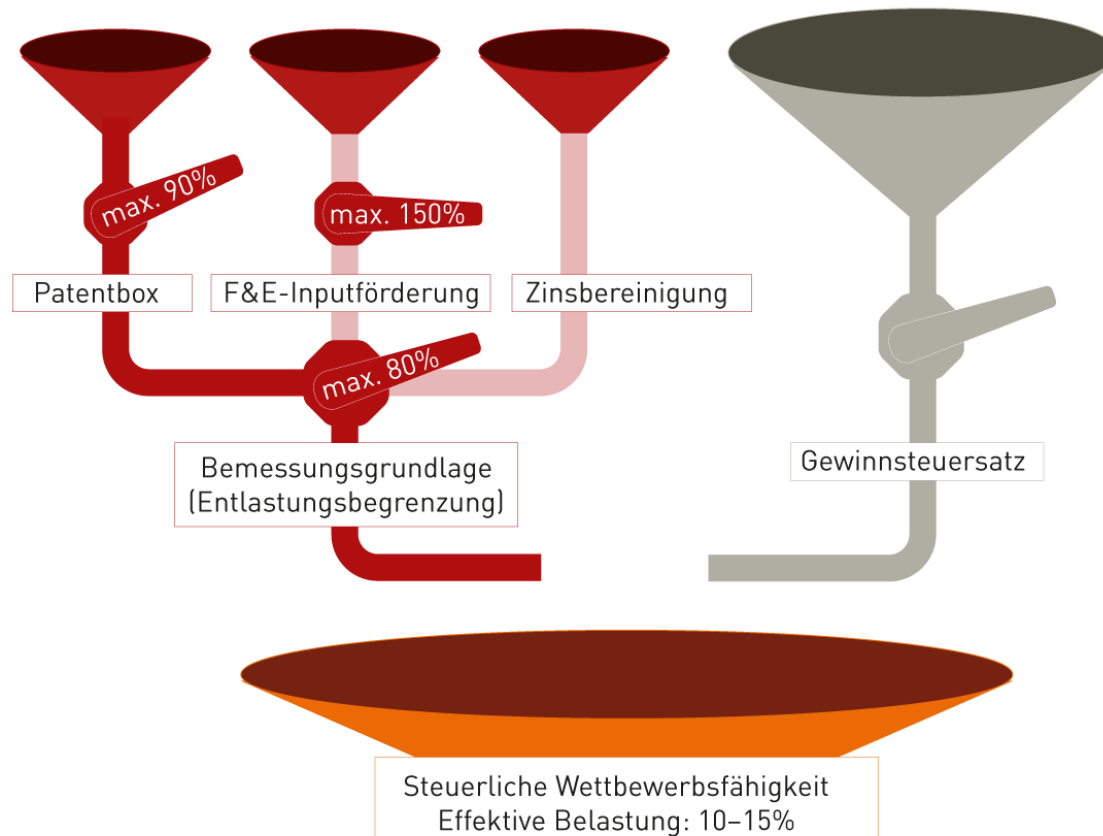 max. 90%
max. 150%
Patentbox
F&E-Inputförderung
Zinsbereinigung
max. 80%
Bemessungsgrundlage
(Entlastungsbegrenzung)
Gewinnsteuersatz
Steuerliche Wettbewerbsfähigkeit
Effektive Belastung: 10–15%